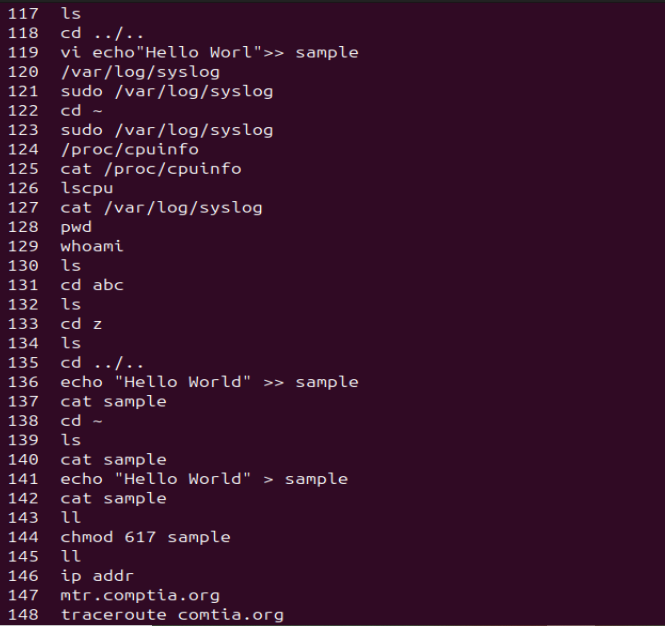 117 ls
118 cd ../..
119 vi echo"Hello Worl">> sample
120 /var/log/syslog
121 sudo /var/log/syslog
122 cd ~
123 sudo /var/log/syslog
124 /proc/cpuinfo
125 cat /proc/cpuinfo
126 lscpu
127 cat /var/log/syslog
128 pwd
129 whoami
130 ls
131 cd abc
132 ls
133 cd z
134 ls
135 cd ../..
136 echo "Hello World" >> sample
137 cat sample
138 cd ~
139 ls
140 cat sample
141 echo "Hello World" > sample
142 cat sample
143 ll
144 chmod 617 sample
145 ll
146 ip addr
147 mtr.comptia.org
148 traceroute comtia.org